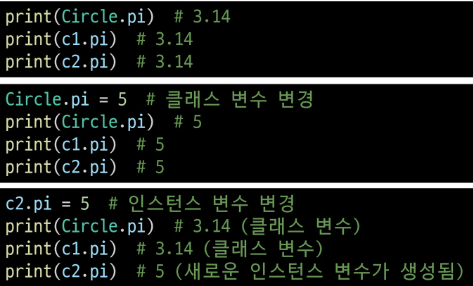 print(Circle.pi)  # 3.14
print(c1.pi)  # 3.14
print(c2.pi)  # 3.14
Circle.pi = 5  # 클래스 변수 변경
print(Circle.pi)  # 5
print(c1.pi)  # 5
print(c2.pi)  # 5
c2.pi = 5  # 인스턴스 변수 변경
print(Circle.pi)  # 3.14 (클래스 변수)
print(c1.pi)  # 3.14 (클래스 변수)
print(c2.pi)  # 5 (새로운 인스턴스 변수가 생성됨)